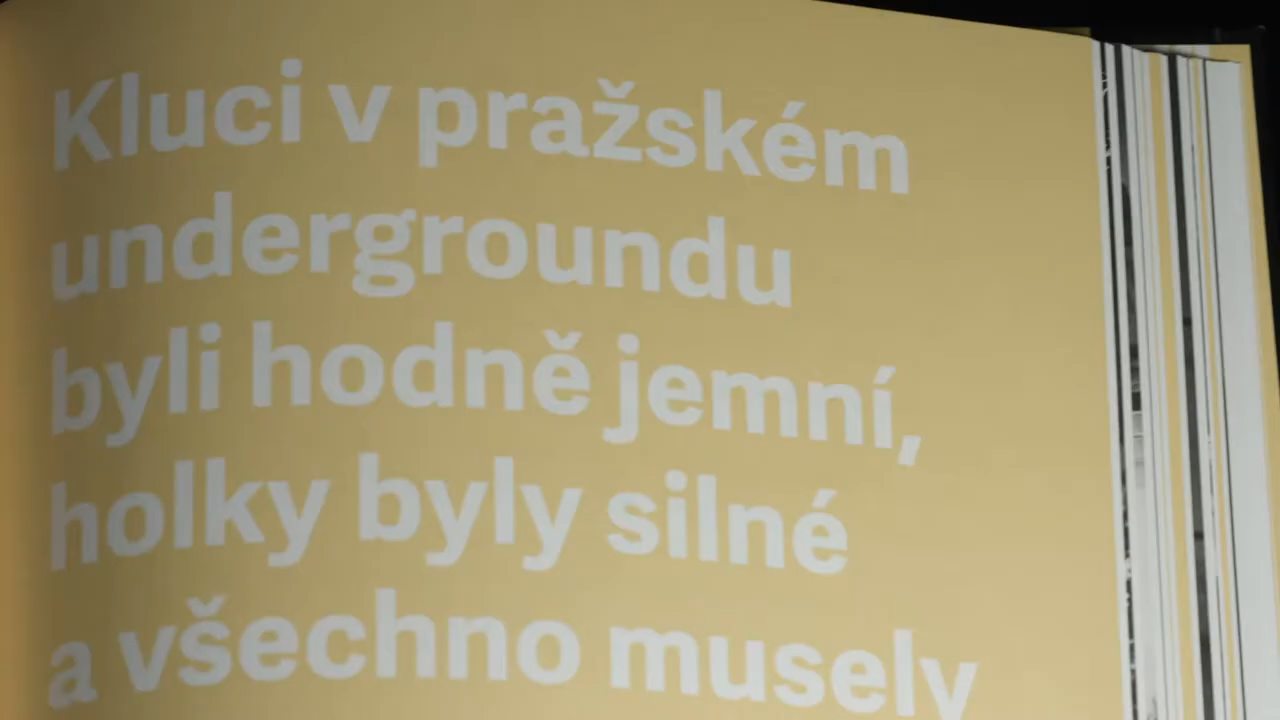 Kluci v pražském
undergroundu
byli hodně jemní,
holky byly silné
a všechno musely